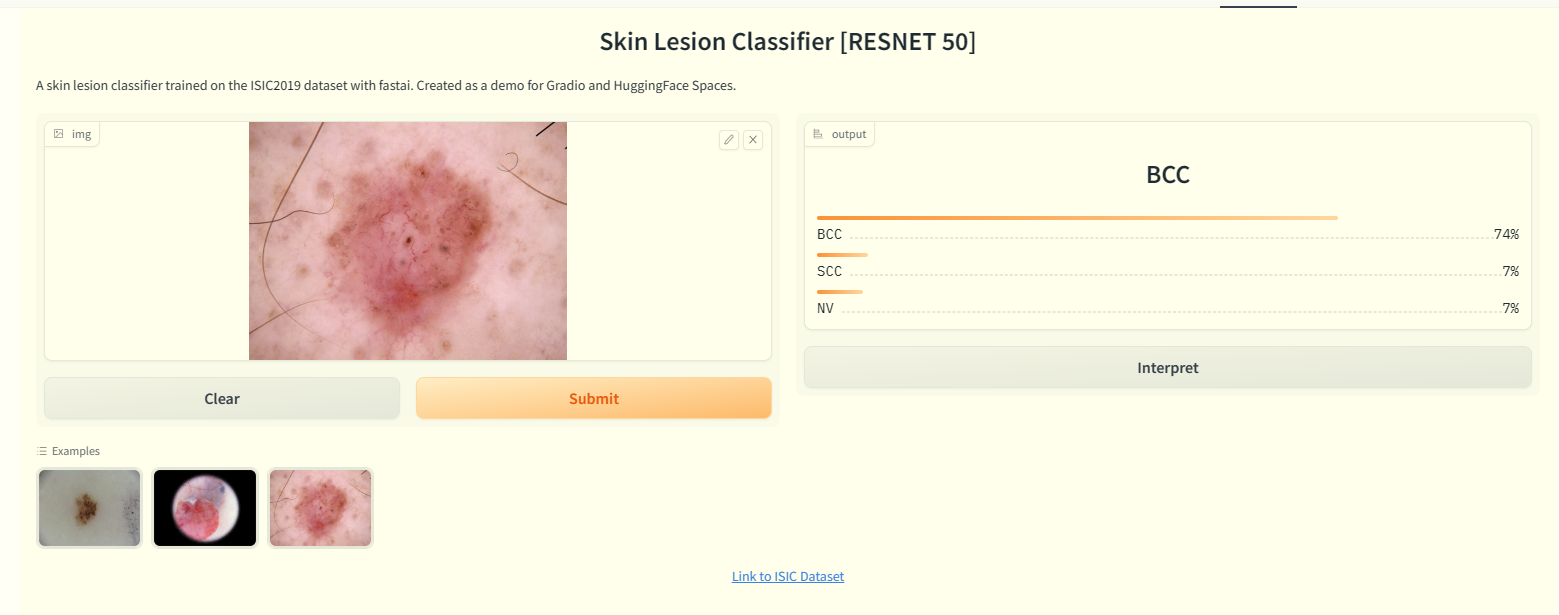 Skin Lesion Classifier [RESNET 50]
A skin lesion classifier trained on the ISIC2019 dataset with fastai. Created as a demo for Gradio and HuggingFace Spaces.
img
output
BCC
BCC 74%
SCC 7%
NV 7%
Clear
Submit
Interpret
Examples
Link to ISIC Dataset